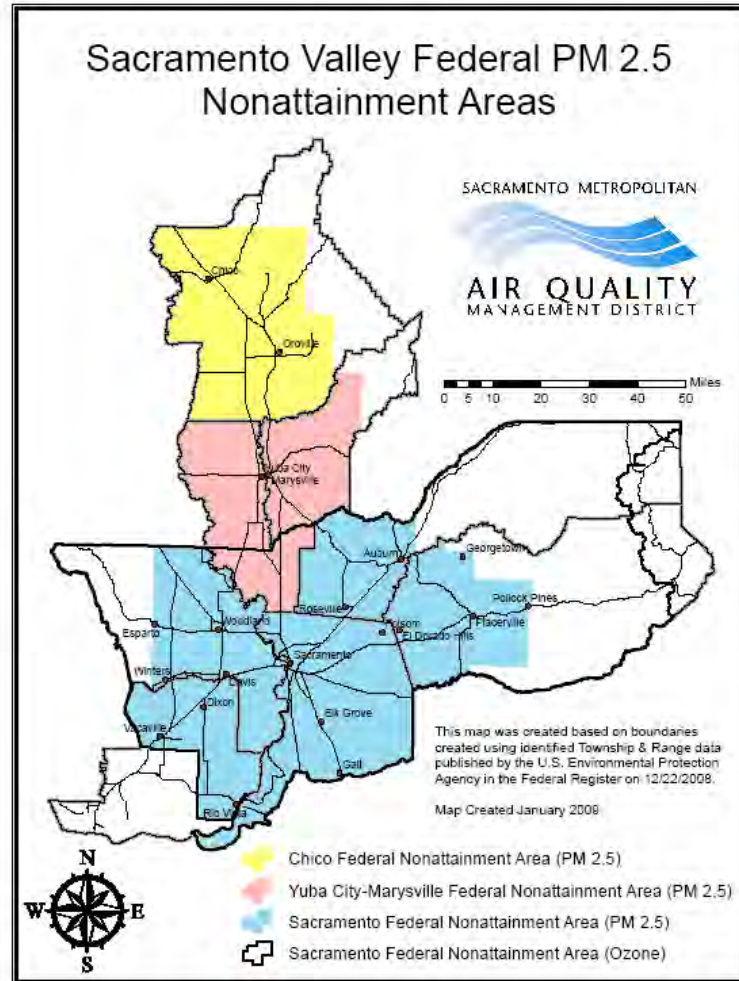 Sacramento Valley Federal PM 2.5
Nonattainment Areas
SACRAMENTO METROPOLITAN
AIR QUALITY
MANAGEMENT DISTRICT
Miles
0 5 10 20 30 40 50
Chico
Oroville
Yuba City
Marysville
Auburn
Georgetown
Roseville
Pollock Pines
Placerville
Folsom
El Dorado Hills
Woodland
Esparto
Sacramento
Winters
Davis
Dixon
Elk Grove
Vacaville
Galt
Rio Vista
This map was created based on boundaries
created using identified Township & Range data
published by the U.S. Environmental Protection
Agency in the Federal Register on 12/22/2008.
Map Created January 2009
N
W E
S
Chico Federal Nonattainment Area (PM 2.5)
Yuba City-Marysville Federal Nonattainment Area (PM 2.5)
Sacramento Federal Nonattainment Area (PM 2.5)
Sacramento Federal Nonattainment Area (Ozone)